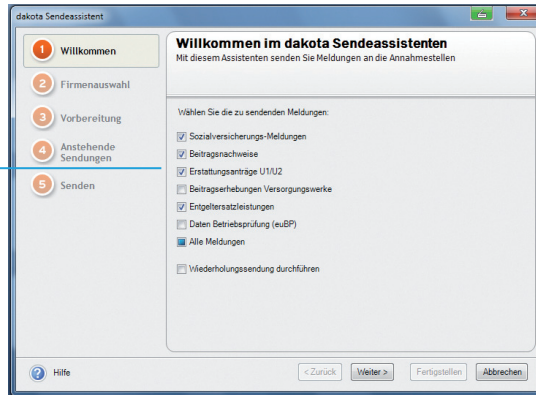 dakota Sendeassistent
1 Willkommen
2 Firmenauswahl
3 Vorbereitung
4 Anstehende
Sendungen
5 Senden
Willkommen im dakota Sendeassistenten
Mit diesem Assistenten senden Sie Meldungen an die Annahmestellen
Wählen Sie die zu sendenden Meldungen:
Sozialversicherungs-Meldungen
Beitragsnachweise
Erstattungsanträge U1/U2
Beitragserhebungen Versorgungswerke
Entgeltersatzleistungen
Daten Betriebsprüfung (euBP)
Alle Meldungen
Wiederholungssendung durchführen
? Hilfe
< Zurück Weiter > Fertigstellen Abbrechen